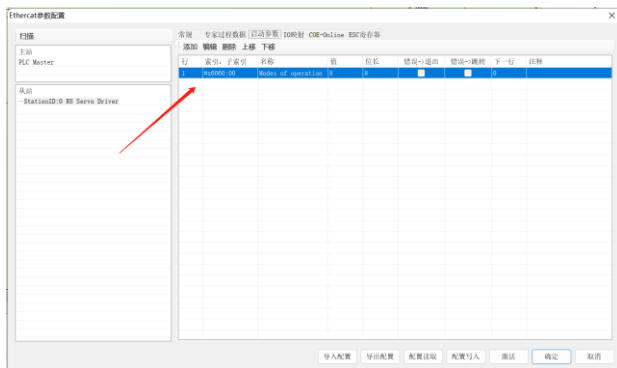 Ethercat参数配置
扫描
主站
PLC Master
从站
-StationID:0 NS Servo Driver
常规 专家过程数据 启动参数 IO映射 COE-Online ESC寄存器
添加 编辑 删除 上移 下移
行 索引: 子索引 名称 值 位长 错误->退出 错误->跳转 下一行 注释
1 #x6060:00 Modes of operation 8 8 0
导入配置 导出配置 配置读取 配置写入 激活 确定 取消